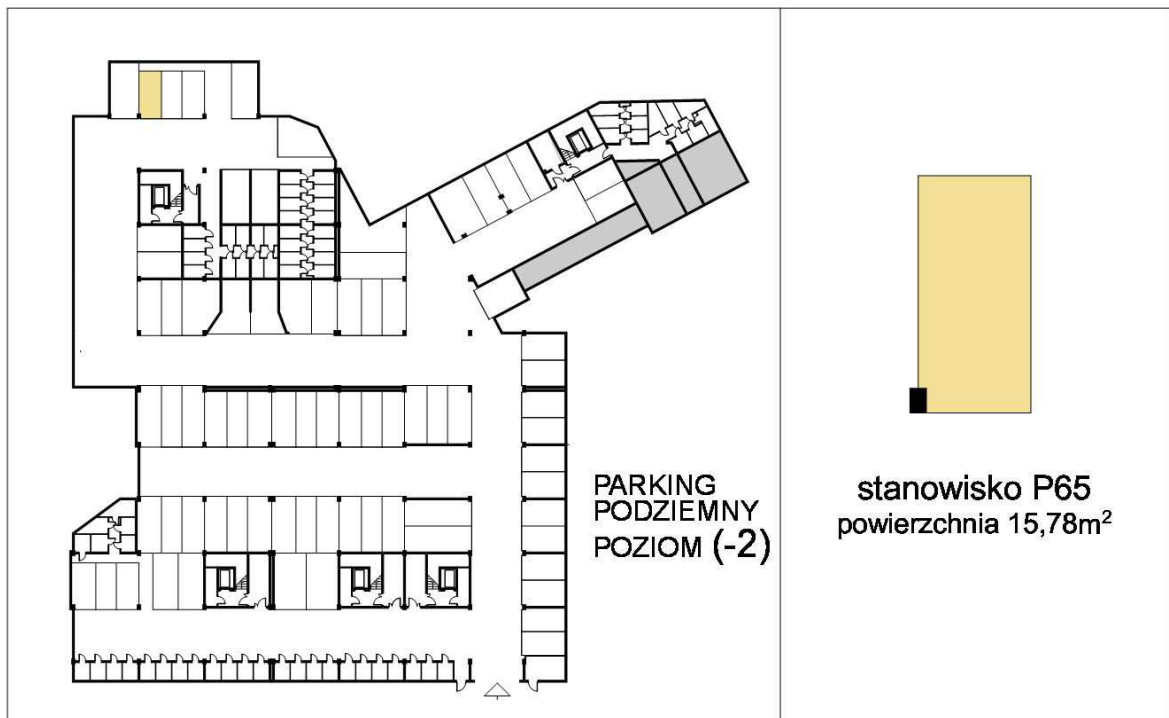 PARKING
PODZIEMNY
POZIOM (-2)
stanowisko P65
powierzchnia 15,78m²